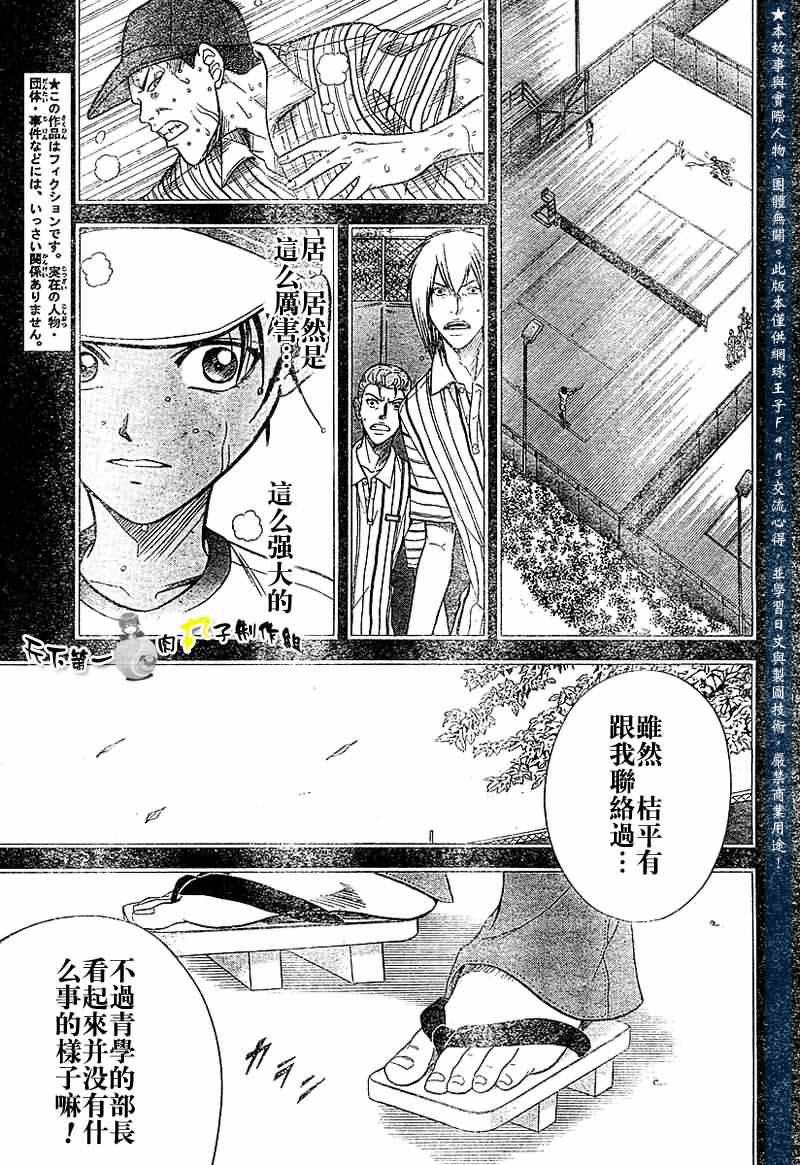 ★本故事與實際人物、團體無關。此版本僅供網球王子Fans交流心得，並學習日文與製圖技術，嚴禁商業用途！
★この作品はフィクションです。実在の人物・
団体・事件などには、いっさい関係ありません。
居、居然是
這么厲害…
這么强大的
天下第一
肉丸子制作組
雖然 桔平有
跟我聯絡過…
不過青學的部長
看起來并没有什
么事的樣子嘛！